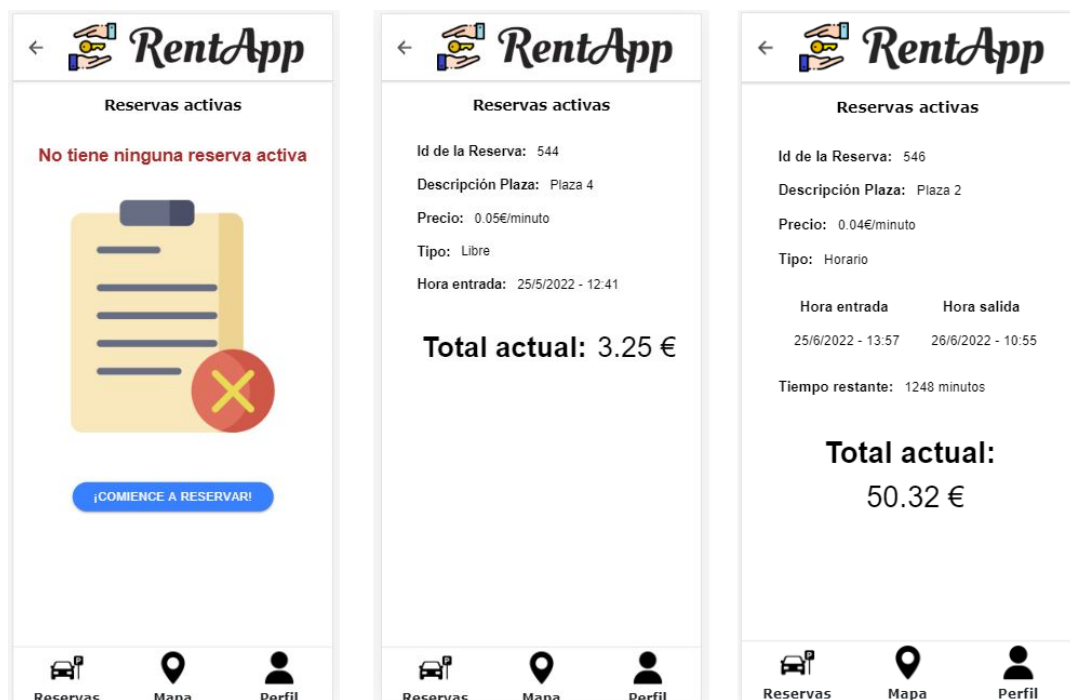 RentApp
Reservas activas
No tiene ninguna reserva activa
¡COMIENCE A RESERVAR!
Reservas Mapa Perfil
RentApp
Reservas activas
Id de la Reserva: 544
Descripción Plaza: Plaza 4
Precio: 0.05€/minuto
Tipo: Libre
Hora entrada: 25/5/2022 - 12:41
Total actual: 3.25 €
Reservas Mapa Perfil
RentApp
Reservas activas
Id de la Reserva: 546
Descripción Plaza: Plaza 2
Precio: 0.04€/minuto
Tipo: Horario
Hora entrada Hora salida
25/6/2022 - 13:57 26/6/2022 - 10:55
Tiempo restante: 1248 minutos
Total actual:
50.32 €
Reservas Mapa Perfil